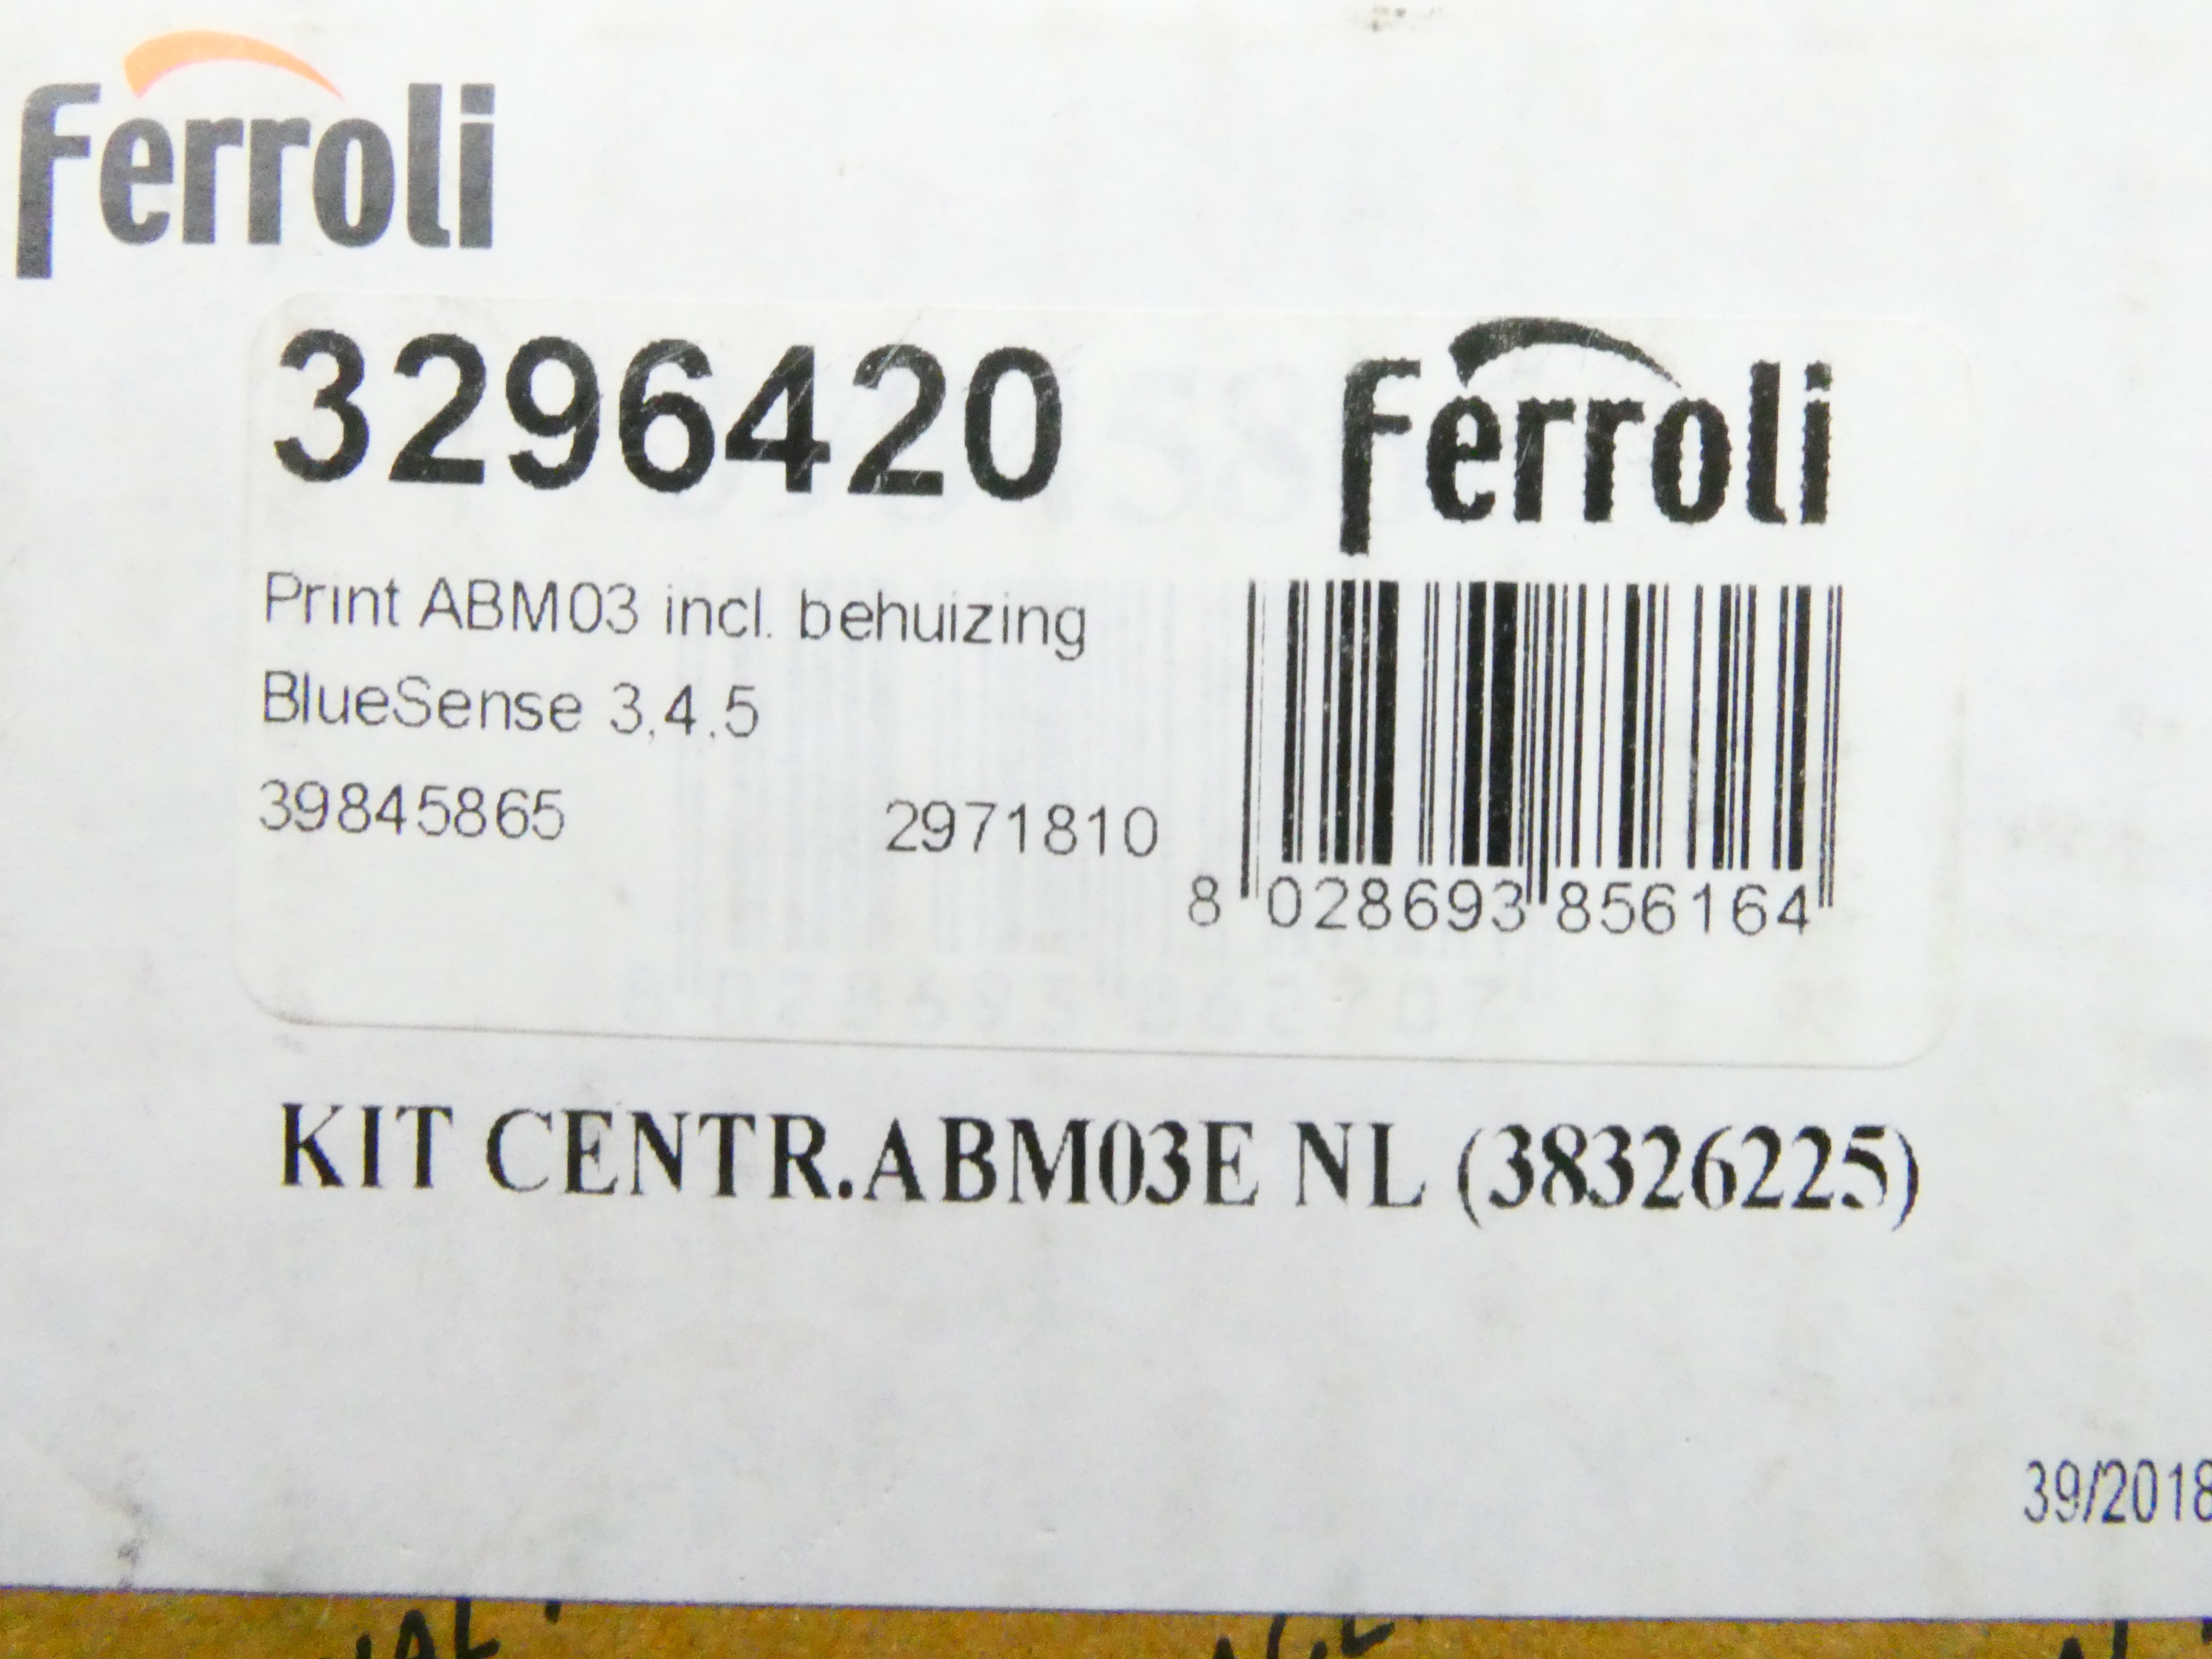 Ferroli
3296420
Ferroli
Print ABM03 incl. behuizing
BlueSense 3,4,5
39845865 2971810
8 028693 856164
KIT CENTR.ABM03E NL (38326225)
39/2018